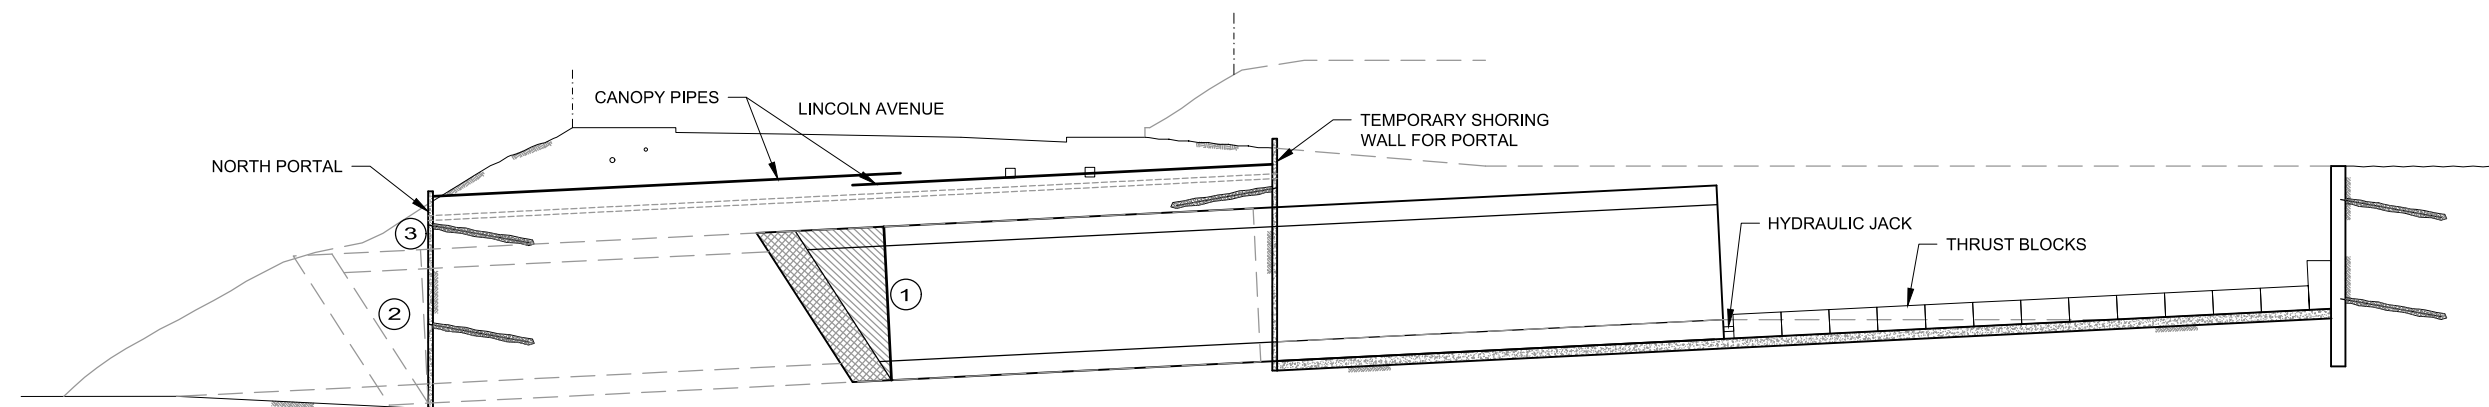 CANOPY PIPES
LINCOLN AVENUE
TEMPORARY SHORING
WALL FOR PORTAL
NORTH PORTAL
HYDRAULIC JACK
THRUST BLOCKS
3
2
1